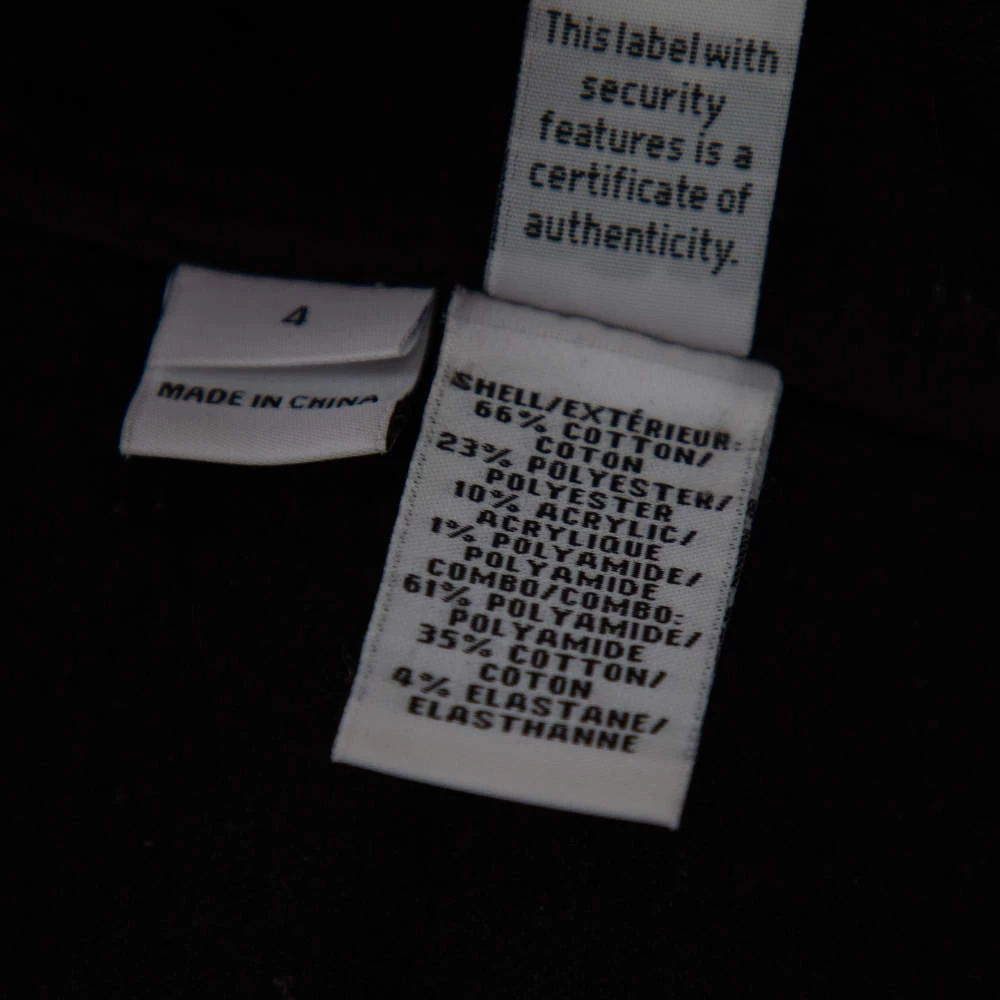 This label with
security
features is a
certificate of
authenticity.
4
MADE IN CHINA
SHELL/EXTÉRIEUR:
66% COTTON/
COTON
23% POLYESTER/
POLYESTER
10% ACRYLIC/
ACRYLIQUE
1% POLYAMIDE/
POLYAMIDE
COMBO/COMBO:
61% POLYAMIDE/
POLYAMIDE
35% COTTON/
COTON
4% ELASTANE/
ELASTHANNE